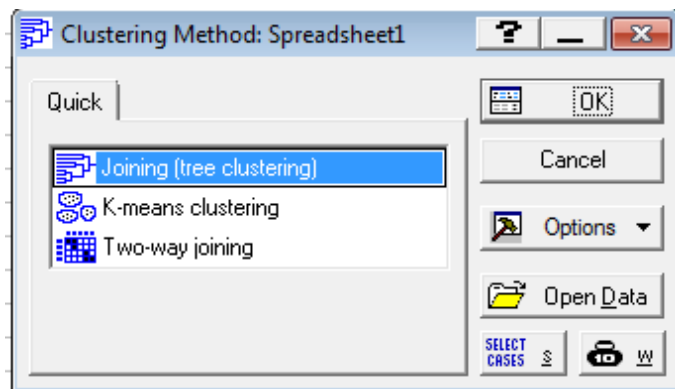 Clustering Method: Spreadsheet1
?
Quick
Joining (tree clustering)
K-means clustering
Two-way joining
OK
Cancel
Options
Open Data
SELECT
CASES S
W